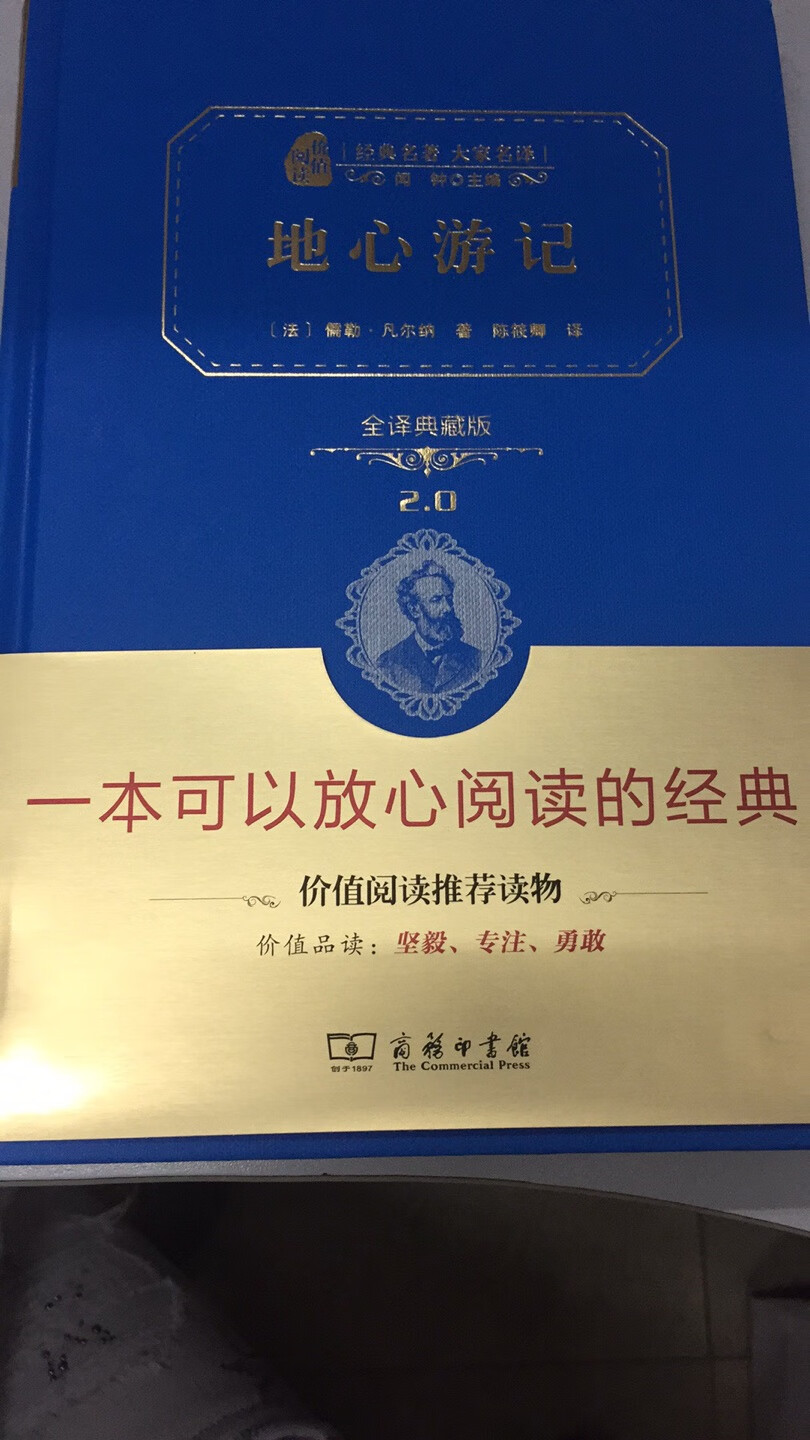 价值阅读
经典名著 大家名译
闻 钟 主编
地心游记
〔法〕儒勒·凡尔纳 著 陈筱卿 译
全译典藏版
2.0
一本可以放心阅读的经典
价值阅读推荐读物
价值品读：坚毅、专注、勇敢
商務印書館
创于1897 The Commercial Press